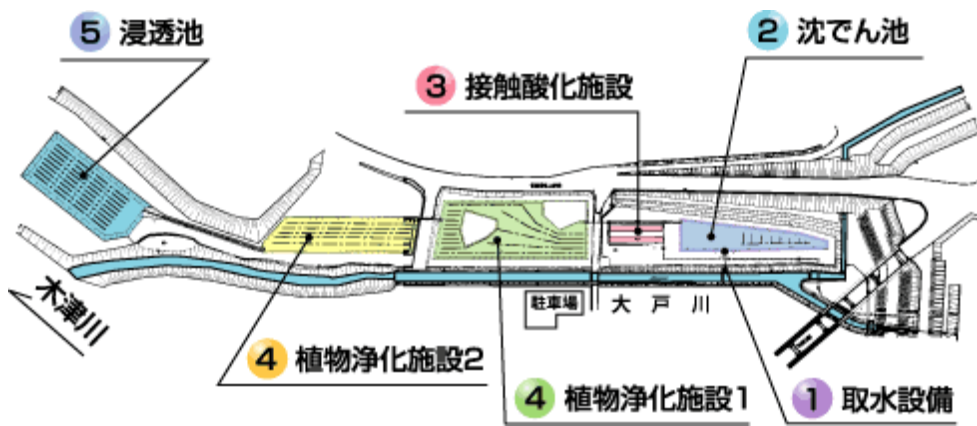 5 浸透池
2 沈でん池
3 接触酸化施設
木津川
駐車場
大戸川
4 植物浄化施設2
4 植物浄化施設1
1 取水設備